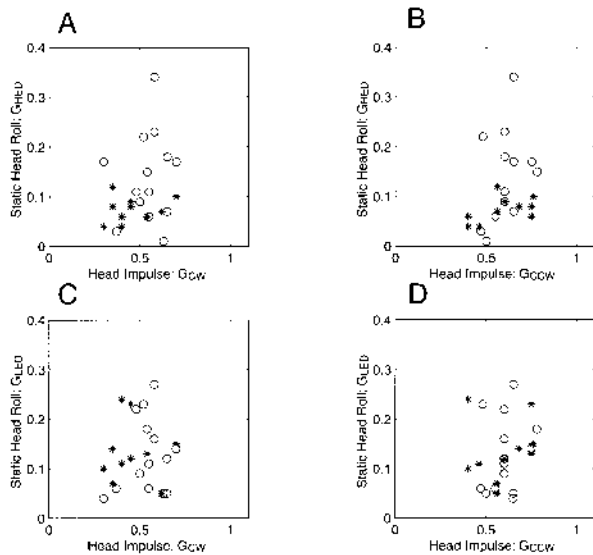 A
B
0.4
0.3
0.2
0.1
0
Static Head Roll; GHED
0
0.5
1
Head Impulse: GCW
0.4
0.3
0.2
0.1
0
Static Head Roll; GHED
0
0.5
1
Head Impulse: GCCW
C
D
0.4
0.3
0.2
0.1
0
Static Head Roll; GLED
0
0.5
1
Head Impulse, GCW
0.4
0.3
0.2
0.1
0
Static Head Roll; GLED
0
0.5
1
Head Impulse: GCCW